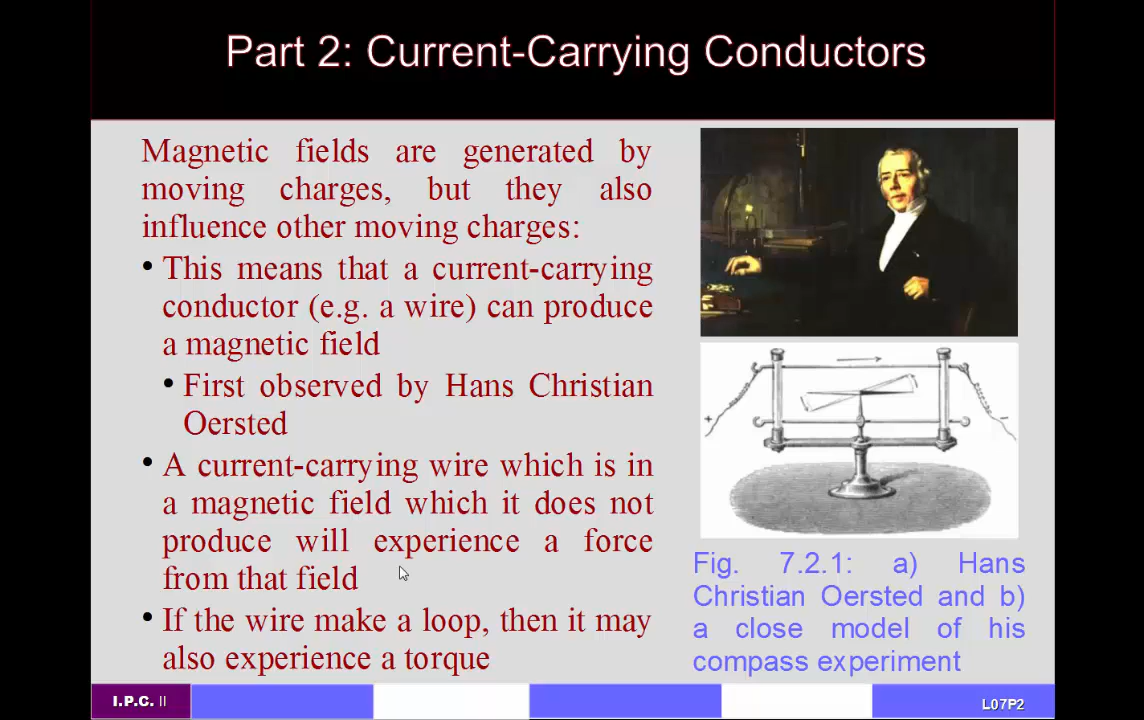 Part 2: Current-Carrying Conductors
Magnetic fields are generated by
moving charges, but they also
influence other moving charges:
• This means that a current-carrying
conductor (e.g. a wire) can produce
a magnetic field
• First observed by Hans Christian
Oersted
• A current-carrying wire which is in
a magnetic field which it does not
produce will experience a force
from that field
• If the wire make a loop, then it may
also experience a torque
+
-
Fig. 7.2.1: a) Hans
Christian Oersted and b)
a close model of his
compass experiment
I.P.C. II
L07P2